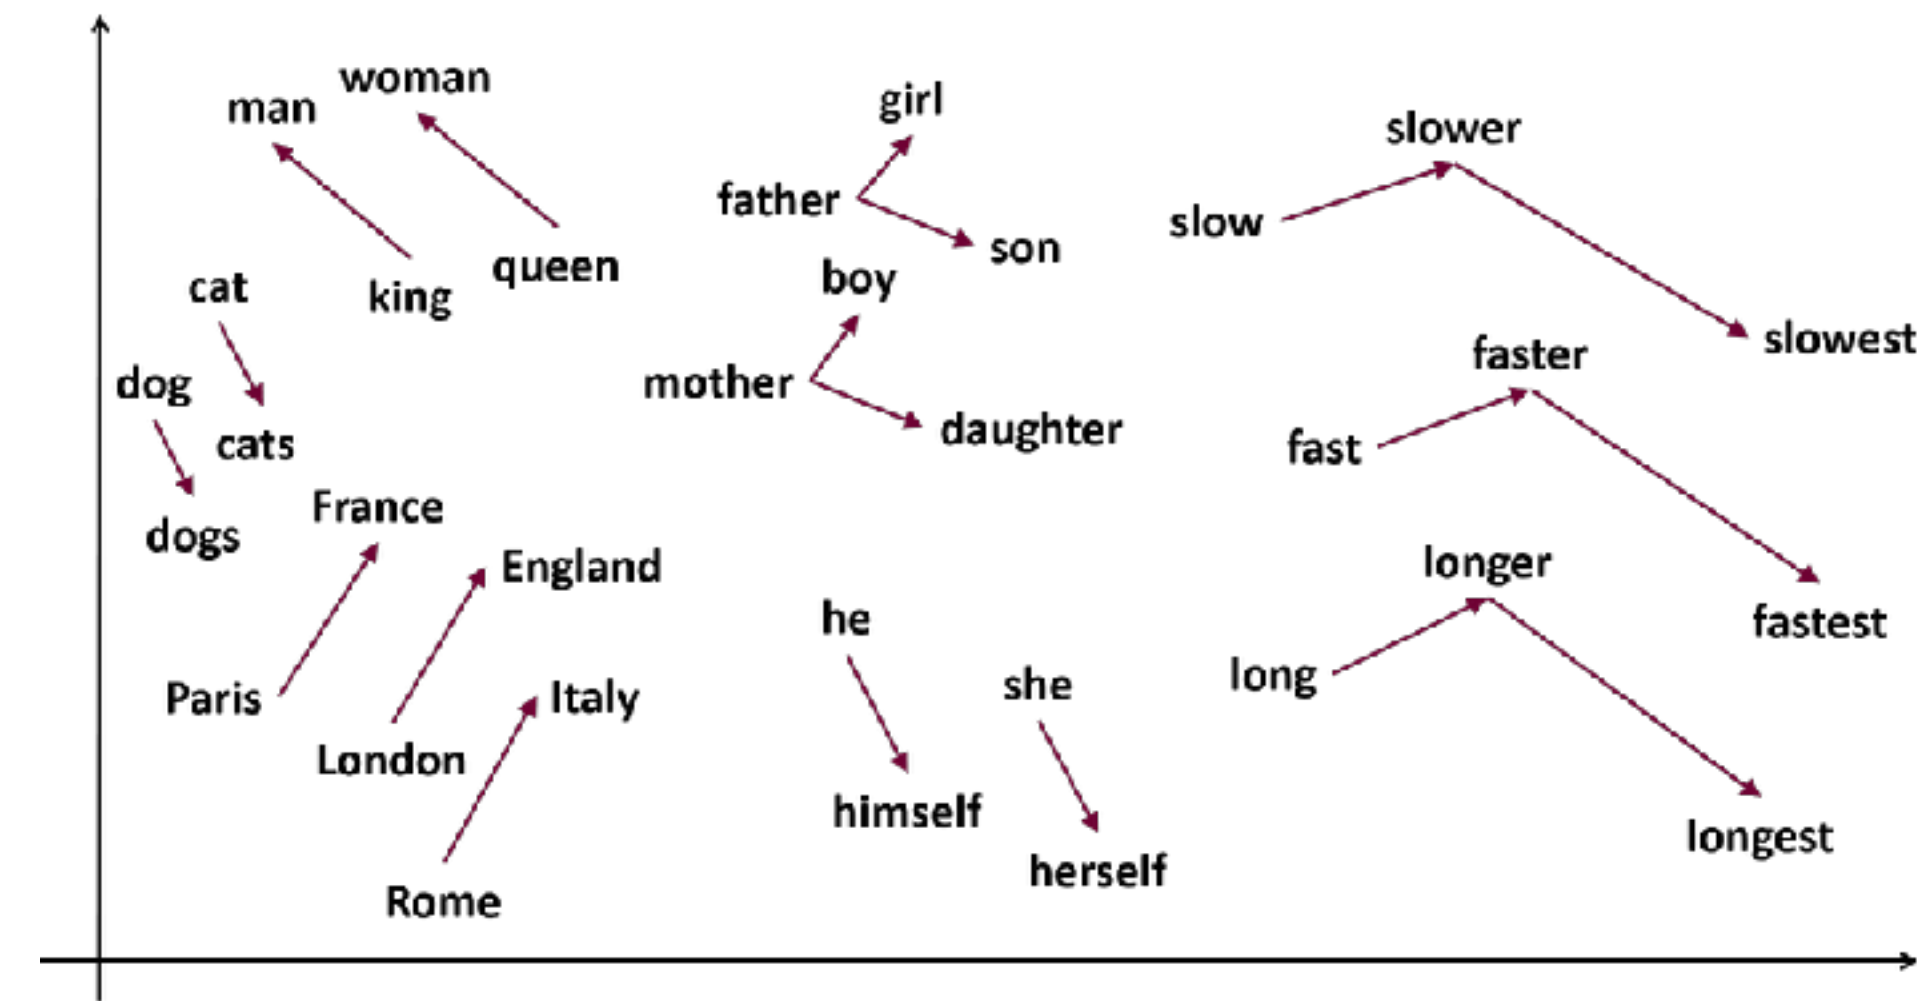 woman
man
girl
slower
father
slow
son
queen
boy
cat
king
slowest
faster
dog
mother
daughter
cats
fast
France
dogs
England
longer
he
fastest
long
she
Paris
Italy
London
himself
longest
herself
Rome